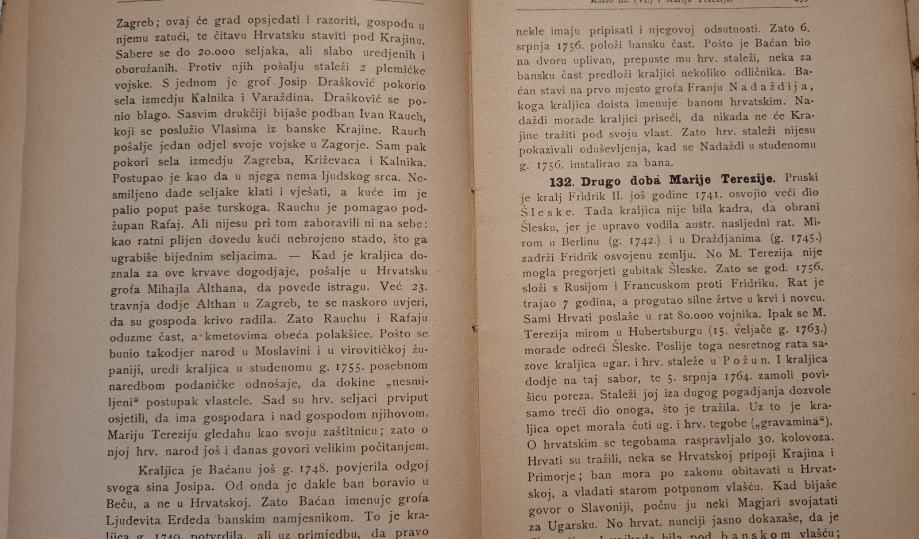 Zagreb; ovaj će grad opsjedati i razoriti, gospodu u
njemu zatući, te čitavu Hrvatsku staviti pod Krajinu.
Sabere se do 20.000 seljaka, ali slabo uredjenih i
oboružanih. Protiv njih pošalju staleži 2 plemićke
vojske. S jednom je grof Josip Drašković pokorio
sela izmedju Kalnika i Varaždina. Drašković se po-
nio blago. Sasvim drukčiji bijaše podban Ivan Rauch,
koji se poslužio Vlasima iz banske Krajine. Rauch
pošalje jedan odjel svoje vojske u Zagorje. Sam pak
pokori sela izmedju Zagreba, Križevaca i Kalnika.
Postupao je kao da u njega nema ljudskog srca. Ne-
smiljeno dade seljake klati i vješati, a kuće im je
palio poput paše turskoga. Rauchu je pomagao pod-
župan Rafaj. Ali nijesu pri tom zaboravili ni na sebe:
kao ratni plijen dovedu kući nebrojeno stado, što ga
ugrabiše bijednim seljacima. — Kad je kraljica do-
znala za ove krvave dogodjaje, pošalje u Hrvatsku
grofa Mihajla Althana, da povede istragu. Već 23.
travnja dodje Althan u Zagreb, te se naskoro uvjeri,
da su gospoda krivo radila. Zato Rauchu i Rafaju
oduzme čast, a kmetovima obeća polakšice. Pošto se
bunio takodjer narod u Moslavini i u virovitičkoj žu-
paniji, uredi kraljica u studenomu g. 1755. posebnom
naredbom podaničke odnošaje, da dokine „nesmi-
ljeni“ postupak vlastele. Sad su hrv. seljaci prviput
osjetili, da ima gospodara i nad gospodom njihovom.
Mariju Tereziju gledahu kao svoju zaštitnicu; zato o
njoj hrv. narod još i danas govori velikim počitanjem.
Kraljica je Baćanu još g. 1748. povjerila odgoj
svoga sina Josipa. Od onda je dakle ban boravio u
Beču, a ne u Hrvatskoj. Zato Baćan imenuje grofa
Ljudevita Erdeda banskim namjesnikom. To je kra-
ljica g. 1749. potvrdila, ali uz primjedbu, da pravo
nekle imaju pripisati i njegovoj odsutnosti. Zato 6.
srpnja 1756. položi bansku čast. Pošto je Baćan bio
na dvoru uplivan, prepuste mu hrv. staleži, neka za
bansku čast predloži kraljici nekoliko odličnika. Ba-
ćan stavi na prvo mjesto grofa Franju Nadaždija,
koga kraljica doista imenuje banom hrvatskim. Na-
daždi morade kraljici priseći, da nikada ne će Kra-
jine tražiti pod svoju vlast. Zato hrv. staleži nijesu
pokazivali oduševljenja, kad se Nadaždi u studenomu
g. 1756. instalirao za bana.
132. Drugo doba Marije Terezije. Pruski
je kralj Fridrik II. još godine 1741. osvojio veći dio
Šleske. Tada kraljica nije bila kadra, da obrani
Šlesku, jer je upravo vodila austr. nasljedni rat. Mi-
rom u Berlinu (g. 1742.) i u Draždjanima (g. 1745.)
zadrži Fridrik osvojenu zemlju. No M. Terezija nije
mogla pregorjeti gubitak Šleske. Zato se god. 1756.
složi s Rusijom i Francuskom proti Fridriku. Rat je
trajao 7 godina, a progutao silne žrtve u krvi i novcu.
Sami Hrvati poslaše u rat 80.000 vojnika. Ipak se M.
Terezija mirom u Hubertsburgu (15. veljače g. 1763.)
morade odreći Šleske. Poslije toga nesretnog rata sa-
zove kraljica ugar. i hrv. staleže u Požun. I kraljica
dodje na taj sabor, te 5. srpnja 1764. zamoli povi-
šicu poreza. Staleži joj iza dugog pogadjanja dozvole
samo treći dio onoga, što je tražila. Uz to je kra-
ljica opet morala čuti ug. i hrv. tegobe („gravamina“).
O hrvatskim se tegobama raspravljalo 30. kolovoza.
Hrvati su tražili, neka se Hrvatskoj pripoji Krajina i
Primorje; ban mora po zakonu obitavati u Hrvat-
skoj, a vladati starom potpunom vlašću. Kad bijaše
govor o Slavoniji, počnu ju neki Magjari svojatati
za Ugarsku. No hrvat. nunciji jasno dokazaše, da je
bila pod banskom vlašću;